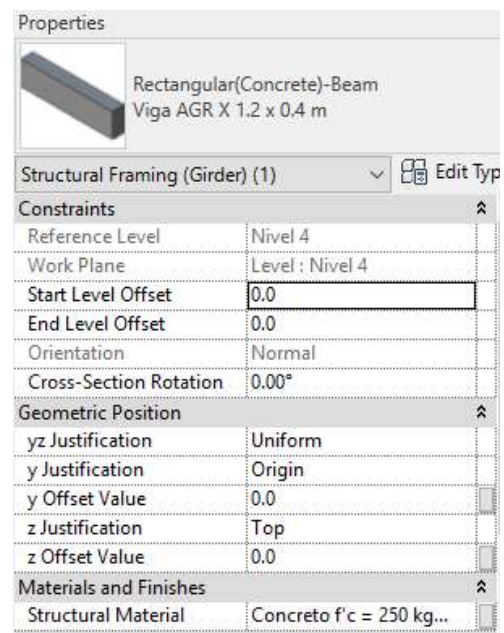 Properties
Rectangular(Concrete)-Beam
Viga AGR X 1.2 x 0.4 m
Structural Framing (Girder) (1) Edit Typ
Constraints
Reference Level Nivel 4
Work Plane Level : Nivel 4
Start Level Offset 0.0
End Level Offset 0.0
Orientation Normal
Cross-Section Rotation 0.00°
Geometric Position
yz Justification Uniform
y Justification Origin
y Offset Value 0.0
z Justification Top
z Offset Value 0.0
Materials and Finishes
Structural Material Concreto f'c = 250 kg...